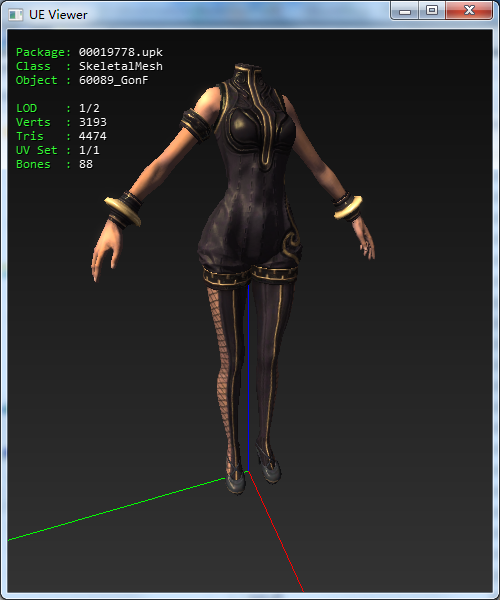 UE Viewer
Package: 00019778.upk
Class : SkeletalMesh
Object : 60089_GonF
LOD : 1/2
Verts : 3193
Tris : 4474
UV Set : 1/1
Bones : 88